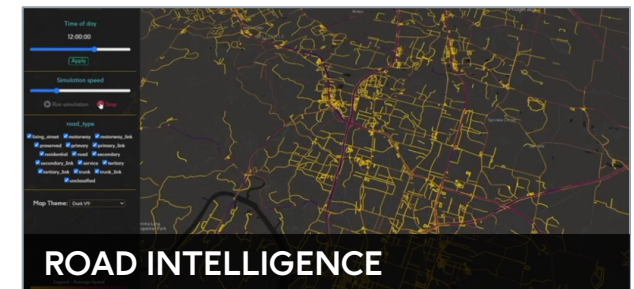 Time of day
12:00:00
Apply
Simulation speed
Run simulation Stop
road_type
living_street motorway motorway_link
preserved primary primary_link
residential road secondary
secondary_link service tertiary
tertiary_link trunk trunk_link
unclassified
Map Theme: Dark V9
ROAD INTELLIGENCE